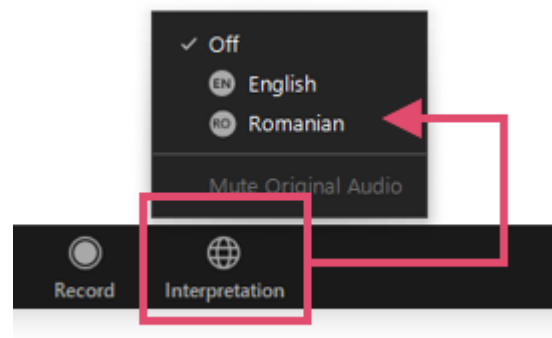 Off
EN English
RO Romanian
Mute Original Audio
Record Interpretation